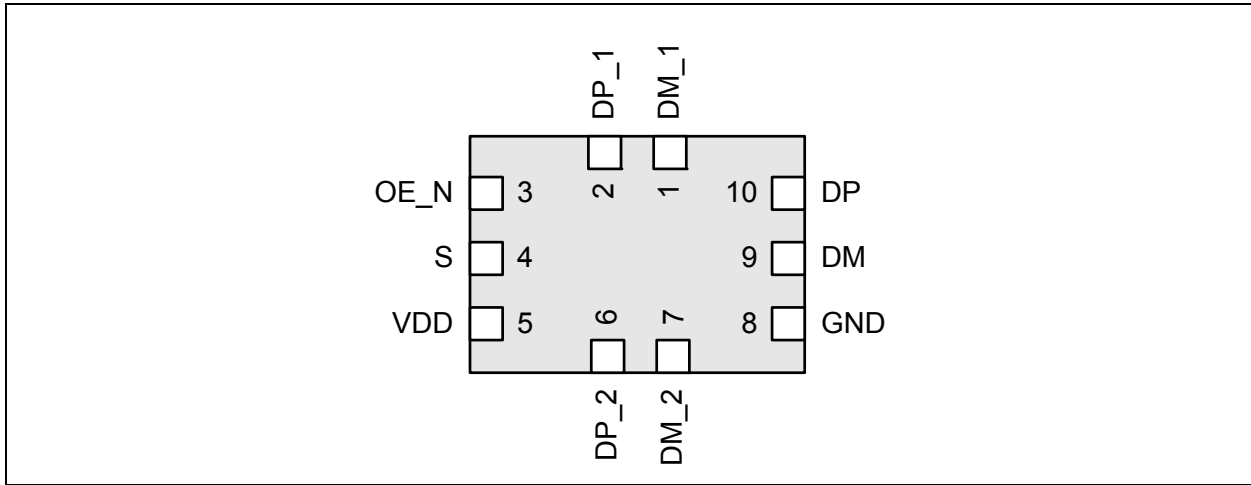 DP_1 DM_1
OE_N 3 2 1 10 DP
S 4 9 DM
VDD 5 6 7 8 GND
DP_2 DM_2